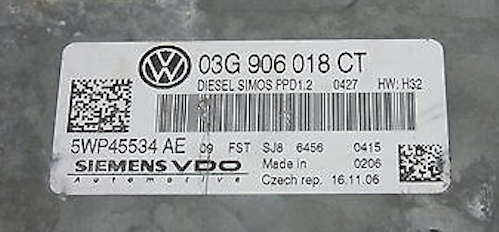 03G 906 018 CT
DIESEL SIMOS PPD1.2 0427 HW: H32
5WP45534 AE 09 FST SJ8 6456 0415
SIEMENS VDO Made in 0206
Automotive Czech rep. 16.11.06